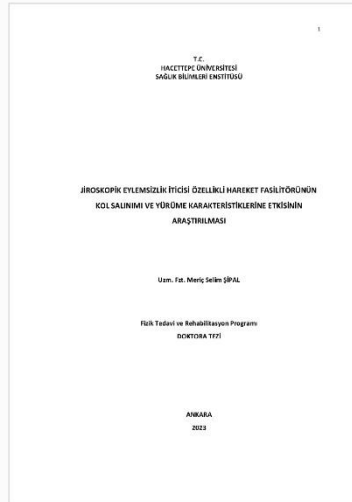 1
T.C.
HACETTEPE ÜNİVERSİTESİ
SAĞLIK BİLİMLERİ ENSTİTÜSÜ
JİROSKOPİK EYLEMSİZLİK İTİCİSİ ÖZELLİKLİ HAREKET FASİLİTÖRÜNÜN
KOL SALINIMI VE YÜRÜME KARAKTERİSTİKLERİNE ETKİSİNİN
ARAŞTIRILMASI
Uzm. Fzt. Meriç Selim ŞİPAL
Fizik Tedavi ve Rehabilitasyon Programı
DOKTORA TEZİ
ANKARA
2023